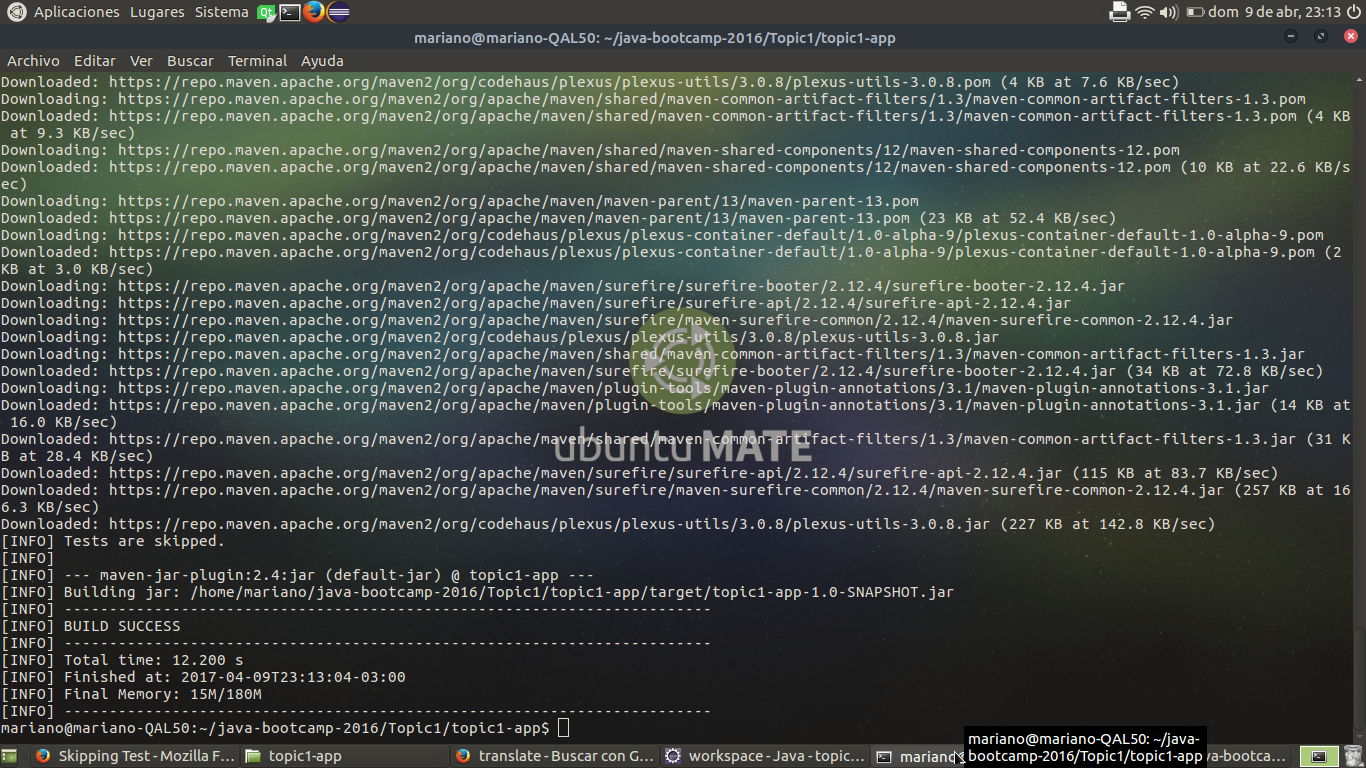 Aplicaciones Lugares Sistema Qt dom 9 de abr, 23:13
mariano@mariano-QAL50: ~/java-bootcamp-2016/Topic1/topic1-app
Archivo Editar Ver Buscar Terminal Ayuda
Downloaded: https://repo.maven.apache.org/maven2/org/codehaus/plexus/plexus-utils/3.0.8/plexus-utils-3.0.8.pom (4 KB at 7.6 KB/sec)
Downloading: https://repo.maven.apache.org/maven2/org/apache/maven/shared/maven-common-artifact-filters/1.3/maven-common-artifact-filters-1.3.pom
Downloaded: https://repo.maven.apache.org/maven2/org/apache/maven/shared/maven-common-artifact-filters/1.3/maven-common-artifact-filters-1.3.pom (4 KB
at 9.3 KB/sec)
Downloading: https://repo.maven.apache.org/maven2/org/apache/maven/shared/maven-shared-components/12/maven-shared-components-12.pom
Downloaded: https://repo.maven.apache.org/maven2/org/apache/maven/shared/maven-shared-components/12/maven-shared-components-12.pom (10 KB at 22.6 KB/s
ec)
Downloading: https://repo.maven.apache.org/maven2/org/apache/maven/maven-parent/13/maven-parent-13.pom
Downloaded: https://repo.maven.apache.org/maven2/org/apache/maven/maven-parent/13/maven-parent-13.pom (23 KB at 52.4 KB/sec)
Downloading: https://repo.maven.apache.org/maven2/org/codehaus/plexus/plexus-container-default/1.0-alpha-9/plexus-container-default-1.0-alpha-9.pom
Downloaded: https://repo.maven.apache.org/maven2/org/codehaus/plexus/plexus-container-default/1.0-alpha-9/plexus-container-default-1.0-alpha-9.pom (2
KB at 3.0 KB/sec)
Downloading: https://repo.maven.apache.org/maven2/org/apache/maven/surefire/surefire-booter/2.12.4/surefire-booter-2.12.4.jar
Downloading: https://repo.maven.apache.org/maven2/org/apache/maven/surefire/surefire-api/2.12.4/surefire-api-2.12.4.jar
Downloading: https://repo.maven.apache.org/maven2/org/apache/maven/surefire/maven-surefire-common/2.12.4/maven-surefire-common-2.12.4.jar
Downloading: https://repo.maven.apache.org/maven2/org/codehaus/plexus/plexus-utils/3.0.8/plexus-utils-3.0.8.jar
Downloading: https://repo.maven.apache.org/maven2/org/apache/maven/shared/maven-common-artifact-filters/1.3/maven-common-artifact-filters-1.3.jar
Downloaded: https://repo.maven.apache.org/maven2/org/apache/maven/surefire/surefire-booter/2.12.4/surefire-booter-2.12.4.jar (34 KB at 72.8 KB/sec)
Downloading: https://repo.maven.apache.org/maven2/org/apache/maven/plugin-tools/maven-plugin-annotations/3.1/maven-plugin-annotations-3.1.jar
Downloaded: https://repo.maven.apache.org/maven2/org/apache/maven/plugin-tools/maven-plugin-annotations/3.1/maven-plugin-annotations-3.1.jar (14 KB at
16.0 KB/sec)
Downloaded: https://repo.maven.apache.org/maven2/org/apache/maven/shared/maven-common-artifact-filters/1.3/maven-common-artifact-filters-1.3.jar (31 K
B at 28.4 KB/sec)
Downloaded: https://repo.maven.apache.org/maven2/org/apache/maven/surefire/surefire-api/2.12.4/surefire-api-2.12.4.jar (115 KB at 83.7 KB/sec)
Downloaded: https://repo.maven.apache.org/maven2/org/apache/maven/surefire/maven-surefire-common/2.12.4/maven-surefire-common-2.12.4.jar (257 KB at 16
6.3 KB/sec)
Downloaded: https://repo.maven.apache.org/maven2/org/codehaus/plexus/plexus-utils/3.0.8/plexus-utils-3.0.8.jar (227 KB at 142.8 KB/sec)
[INFO] Tests are skipped.
[INFO]
[INFO] --- maven-jar-plugin:2.4:jar (default-jar) @ topic1-app ---
[INFO] Building jar: /home/mariano/java-bootcamp-2016/Topic1/topic1-app/target/topic1-app-1.0-SNAPSHOT.jar
[INFO] ------------------------------------------------------------------------
[INFO] BUILD SUCCESS
[INFO] ------------------------------------------------------------------------
[INFO] Total time: 12.200 s
[INFO] Finished at: 2017-04-09T23:13:04-03:00
[INFO] Final Memory: 15M/180M
[INFO] ------------------------------------------------------------------------
mariano@mariano-QAL50:~/java-bootcamp-2016/Topic1/topic1-app$
ubuntu MATE
mariano@mariano-QAL50: ~/java-
bootcamp-2016/Topic1/topic1-app
Skipping Test - Mozilla F... topic1-app translate - Buscar con G... workspace - Java - topic... mariano va-bootca...